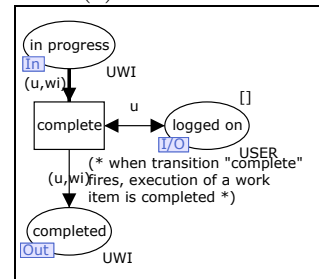 in progress
In
UWI
(u,wi)
u
[]
complete
logged on
I/O
USER
(* when transition "complete"
fires, execution of a work
item is completed *)
(u,wi)
completed
Out
UWI